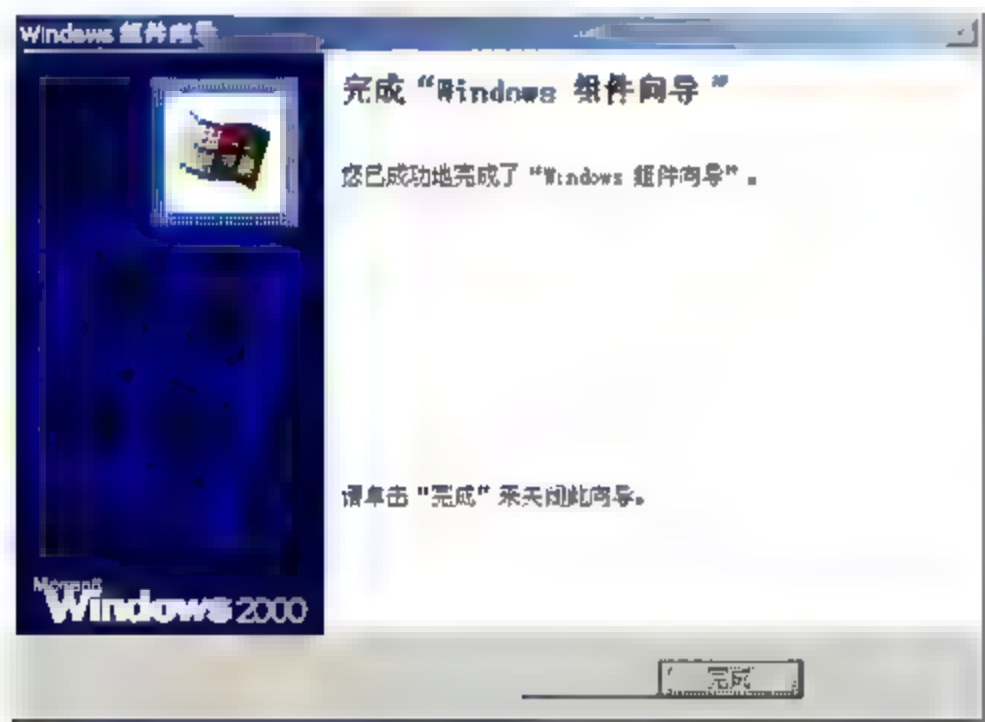 Windows 组件向导
完成“Windows 组件向导”
您已成功地完成了“Windows 组件向导”。
请单击“完成”来关闭此向导。
Microsoft
Windows 2000
完成